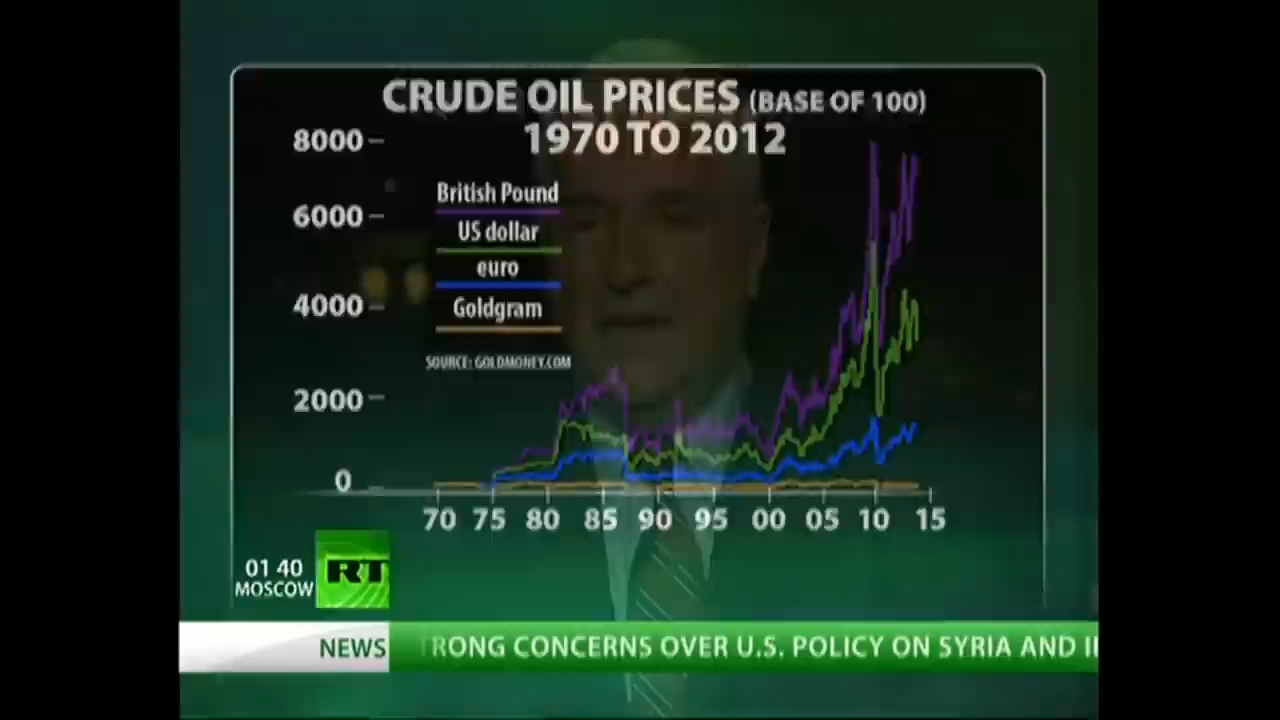 CRUDE OIL PRICES (BASE OF 100)
1970 TO 2012
8000
6000
4000
2000
0
British Pound
US dollar
euro
Goldgram
SOURCE: GOLDMONEY.COM
70 75 80 85 90 95 00 05 10 15
01 40
MOSCOW
RT
NEWS
TRONG CONCERNS OVER U.S. POLICY ON SYRIA AND I